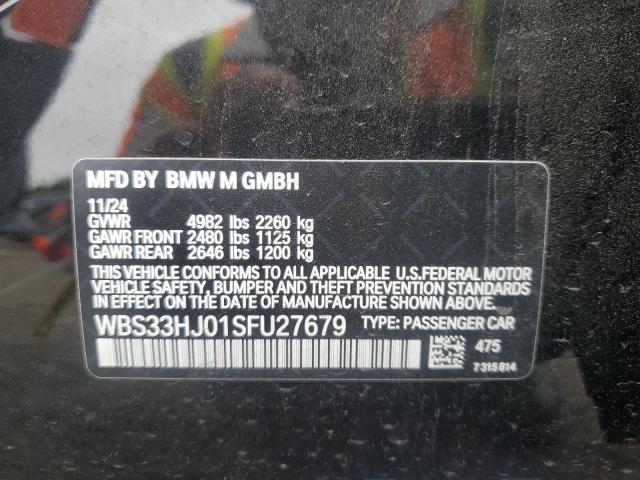 MFD BY BMW M GMBH
11/24
GVWR 4982 lbs 2260 kg
GAWR FRONT 2480 lbs 1125 kg
GAWR REAR 2646 lbs 1200 kg
THIS VEHICLE CONFORMS TO ALL APPLICABLE U.S.FEDERAL MOTOR
VEHICLE SAFETY, BUMPER AND THEFT PREVENTION STANDARDS IN
EFFECT ON THE DATE OF MANUFACTURE SHOWN ABOVE.
WBS33HJ01SFU27679 TYPE: PASSENGER CAR
475
7315814